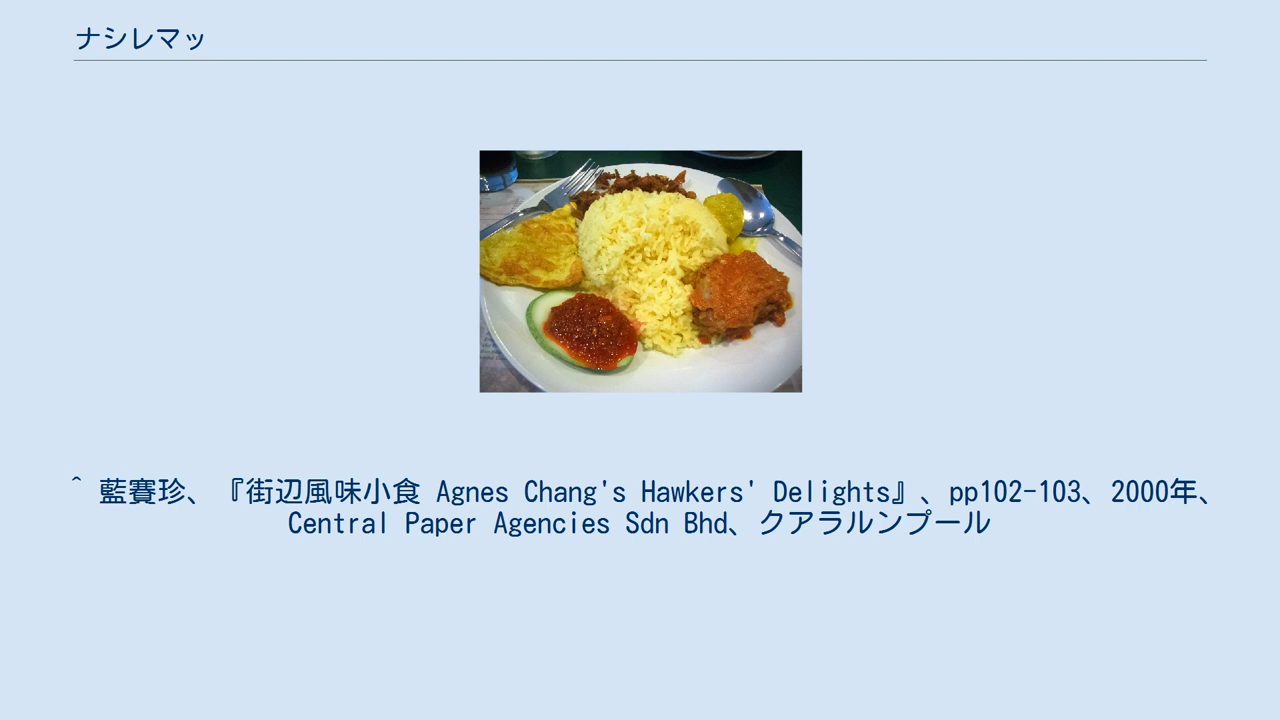 ナシレマッ
^ 藍賽珍、『街辺風味小食 Agnes Chang's Hawkers' Delights』、pp102-103、2000年、
Central Paper Agencies Sdn Bhd、クアラルンプール